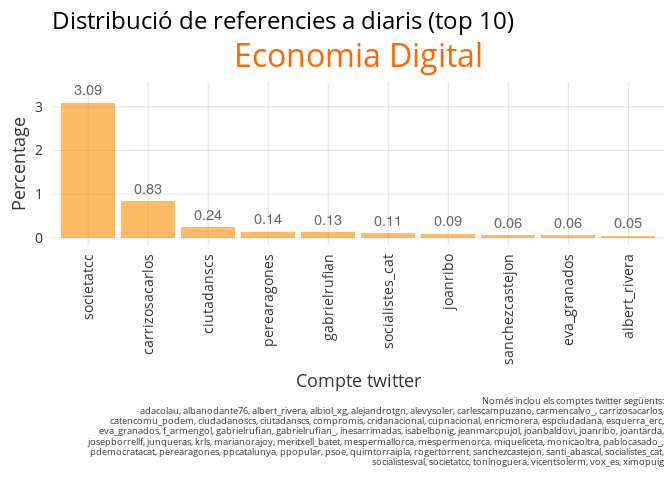 Distribució de referencies a diaris (top 10)
Economia Digital
Percentage
3
2
1
0
3.09
0.83
0.24
0.14
0.13
0.11
0.09
0.06
0.06
0.05
societatcc
carrizosacarlos
ciutadanscs
perearagones
gabrielrufian
socialistes_cat
joanribo
sanchezcastejon
eva_granados
albert_rivera
Compte twitter
Només inclou els comptes twitter següents:
adacolau, albanodante76, albert_rivera, albiol_xg, alejandrotgn, alevysoler, carlescampuzano, carmencalvo_, carrizosacarlos,
catencomu_podem, ciudadanoscs, ciutadanscs, compromis, cridanacional, cupnacional, enricmorera, espciudadana, esquerra_erc,
eva_granados, f_armengol, gabrielrufian, gabrielrufian_, inesarrimadas, isabelbonig, jeanmarcpujol, joanbaldovi, joanribo, joantarda,
josepborrellf, junqueras, krls, marianorajoy, meritxell_batet, mespermallorca, mespermenorca, miqueliceta, monicaoltra, pablocasado_,
pdemocratacat, perearagones, ppcatalunya, ppopular, psoe, quimtorraipla, rogertorrent, sanchezcastejon, santi_abascal, socialistes_cat,
socialistesval, societatcc, toninoguera, vicentsolerm, vox_es, ximopuig